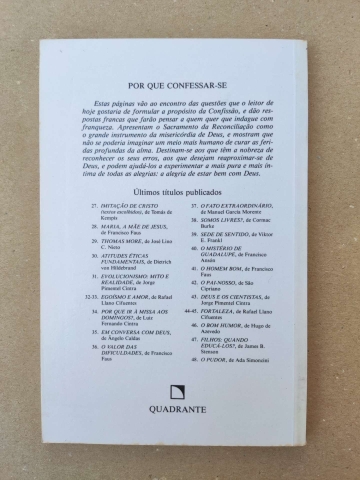 POR QUE CONFESSAR-SE
Estas páginas vão ao encontro das questões que o leitor de
hoje gostaria de formular a propósito da Confissão, e dão res-
postas francas que farão pensar a quem quer que indague com
franqueza. Apresentam o Sacramento da Reconciliação como
o grande instrumento da misericórdia de Deus, e mostram que
não se poderia imaginar um meio mais humano de curar as fe-
ridas profundas da alma. Destinam-se aos que têm a nobreza de
reconhecer os seus erros, aos que desejam reaproximar-se de
Deus, e podem ajudá-los a experimentar a mais pura e mais ín-
tima de todas as alegrias: a alegria de estar bem com Deus.
Últimos títulos publicados
27. IMITAÇÃO DE CRISTO
(textos escolhidos), de Tomás de
Kempis
28. MARIA, A MÃE DE JESUS,
de Francisco Faus
29. THOMAS MORE, de José Lino
C. Nieto
30. ATITUDES ÉTICAS
FUNDAMENTAIS, de Dietrich
von Hildebrand
31. EVOLUCIONISMO: MITO E
REALIDADE, de Jorge
Pimentel Cintra
32-33. EGOÍSMO E AMOR, de Rafael
Llano Cifuentes
34. POR QUE IR À MISSA AOS
DOMINGOS?, de Luiz
Fernando Cintra
35. EM CONVERSA COM DEUS,
de Ângelo Caldas
36. O VALOR DAS
DIFICULDADES, de Francisco
Faus
37. O FATO EXTRAORDINÁRIO,
de Manuel García Morente
38. SOMOS LIVRES?, de Cormac
Burke
39. SEDE DE SENTIDO, de Viktor
E. Frankl
40. O MISTÉRIO DE
GUADALUPE, de Francisco
Ansón
41. O HOMEM BOM, de Francisco
Faus
42. O PAI-NOSSO, de São
Cipriano
43. DEUS E OS CIENTISTAS, de
Jorge Pimentel Cintra
44-45. FORTALEZA, de Rafael Llano
Cifuentes
46. O BOM HUMOR, de Hugo de
Azevedo
47. FILHOS: QUANDO
EDUCÁ-LOS?, de James B.
Stenson
48. O PUDOR, de Ada Simoncini
QUADRANTE